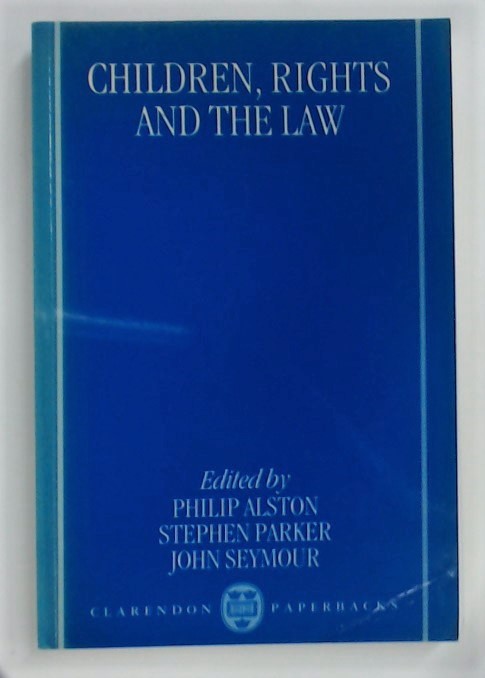 CHILDREN, RIGHTS
AND THE LAW
Edited by
PHILIP ALSTON
STEPHEN PARKER
JOHN SEYMOUR
CLARENDON PAPERBACKS